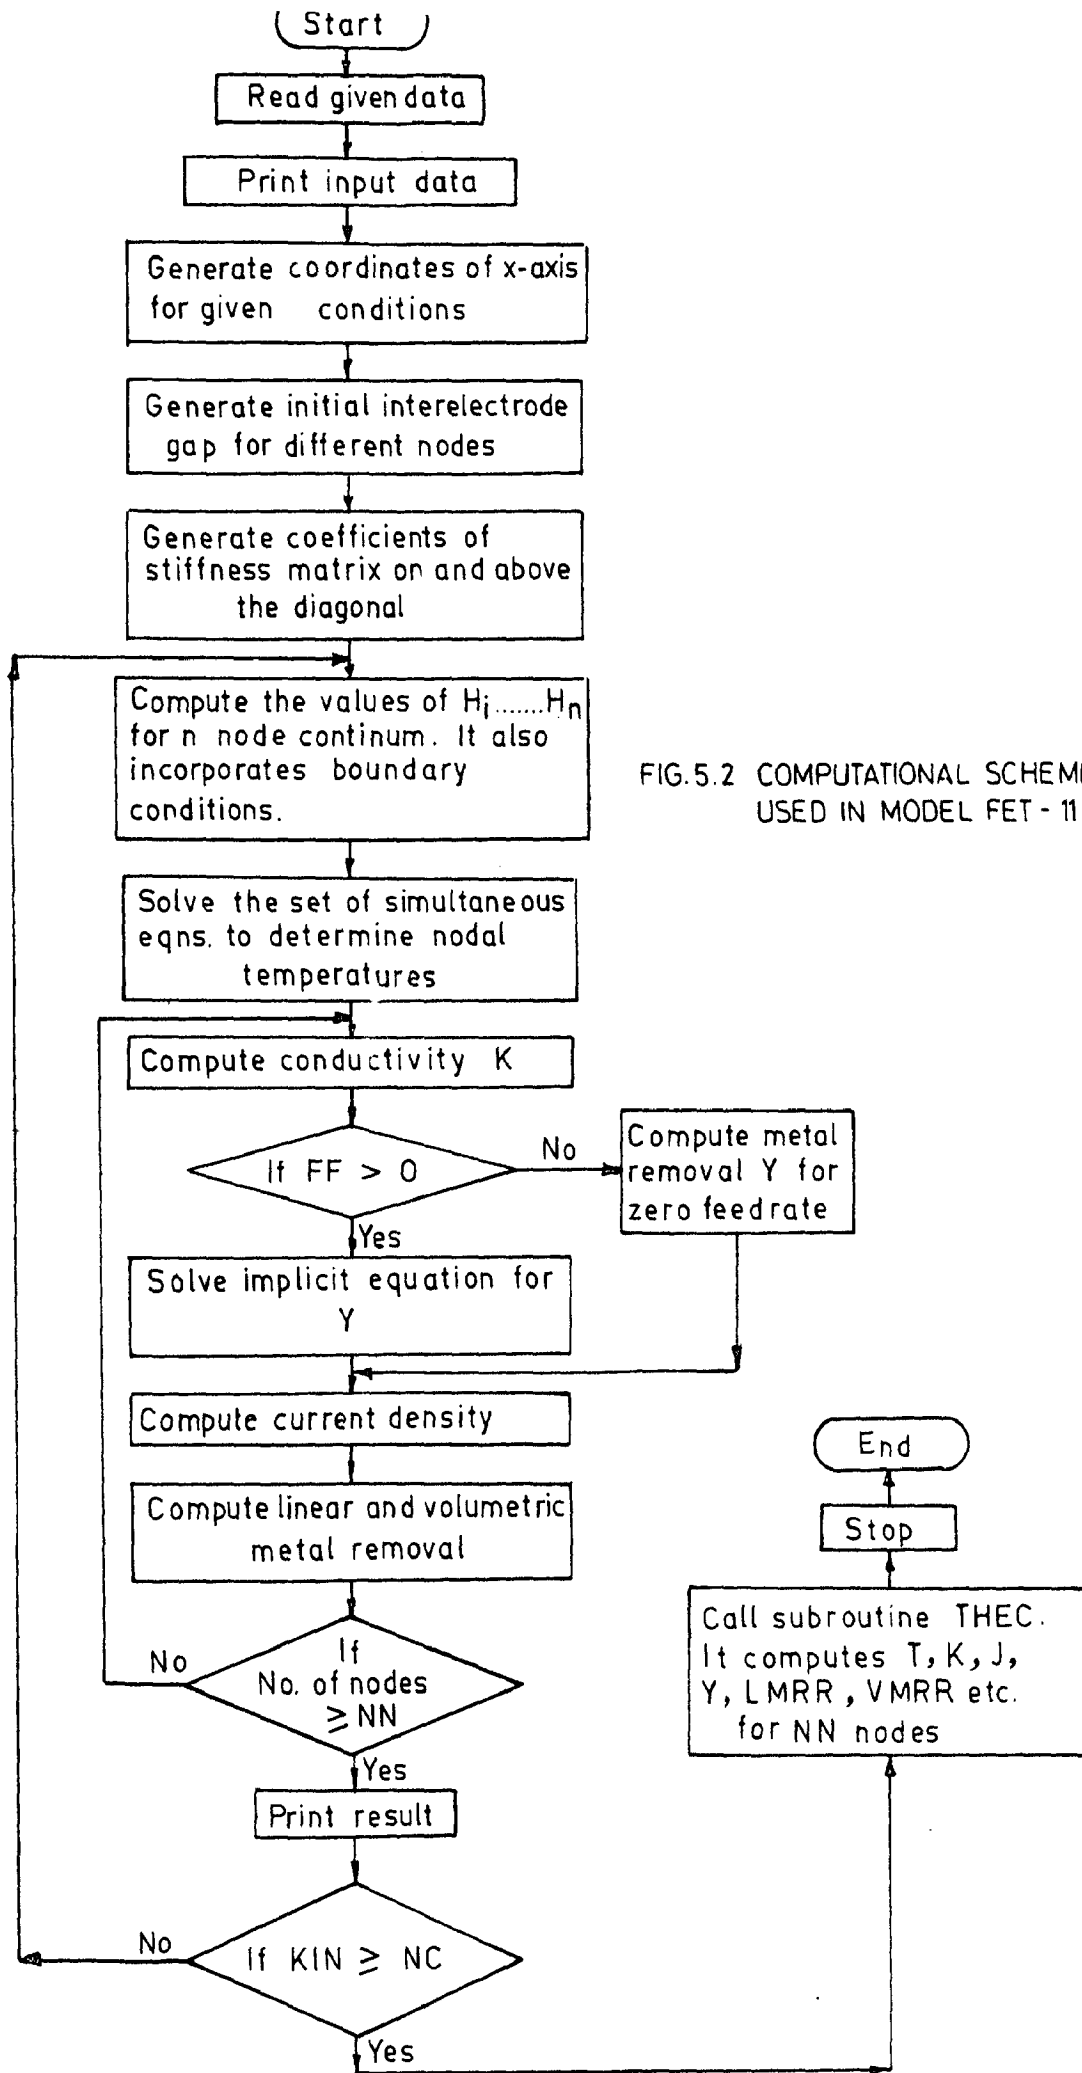 Start
Read given data
Print input data
Generate coordinates of x-axis
for given conditions
Generate initial interelectrode
gap for different nodes
Generate coefficients of
stiffness matrix on and above
the diagonal
Compute the values of Hi.......Hn
for n node continum. It also
incorporates boundary
conditions.
FIG.5.2 COMPUTATIONAL SCHEME
USED IN MODEL FET - 11
Solve the set of simultaneous
eqns. to determine nodal
temperatures
Compute conductivity K
If FF > 0
No
Compute metal
removal Y for
zero feedrate
Yes
Solve implicit equation for
Y
Compute current density
Compute linear and volumetric
metal removal
If
No. of nodes
≥ NN
No
Yes
Print result
If KIN ≥ NC
No
Yes
End
Stop
Call subroutine THEC.
It computes T, K, J,
Y, LMRR, VMRR etc.
for NN nodes